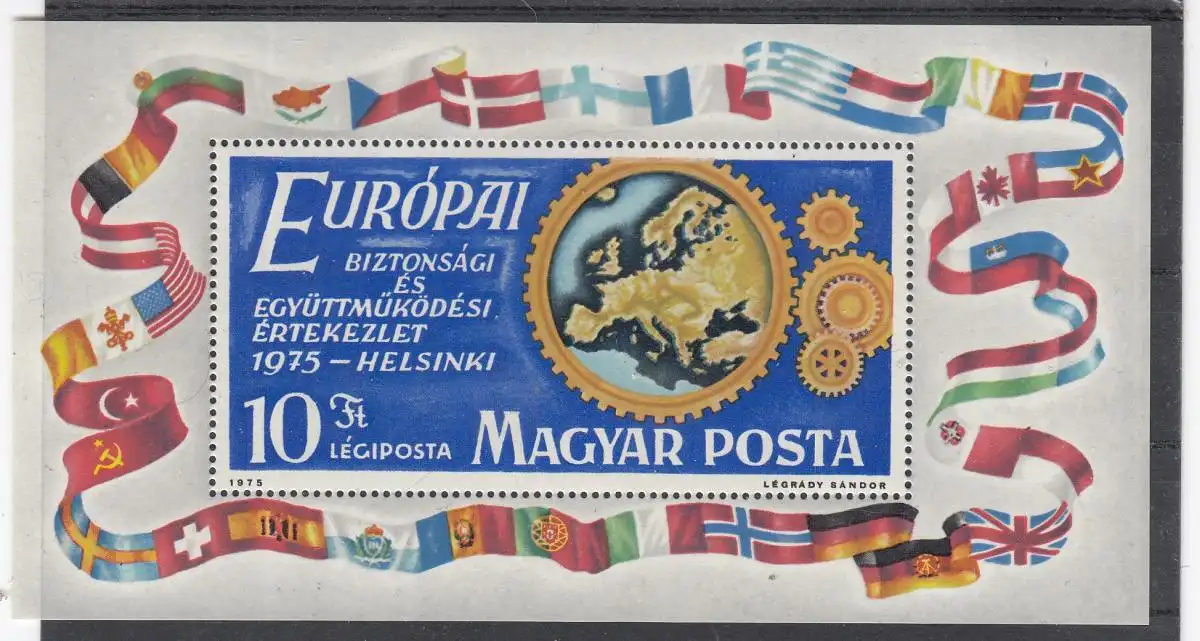 EURÓPAI
BIZTONSÁGI
ÉS
EGYÜTTMŰKÖDÉSI
ÉRTEKEZLET
1975 – HELSINKI
10 Ft
LÉGIPOSTA
MAGYAR POSTA
1975
LÉGRÁDY SÁNDOR